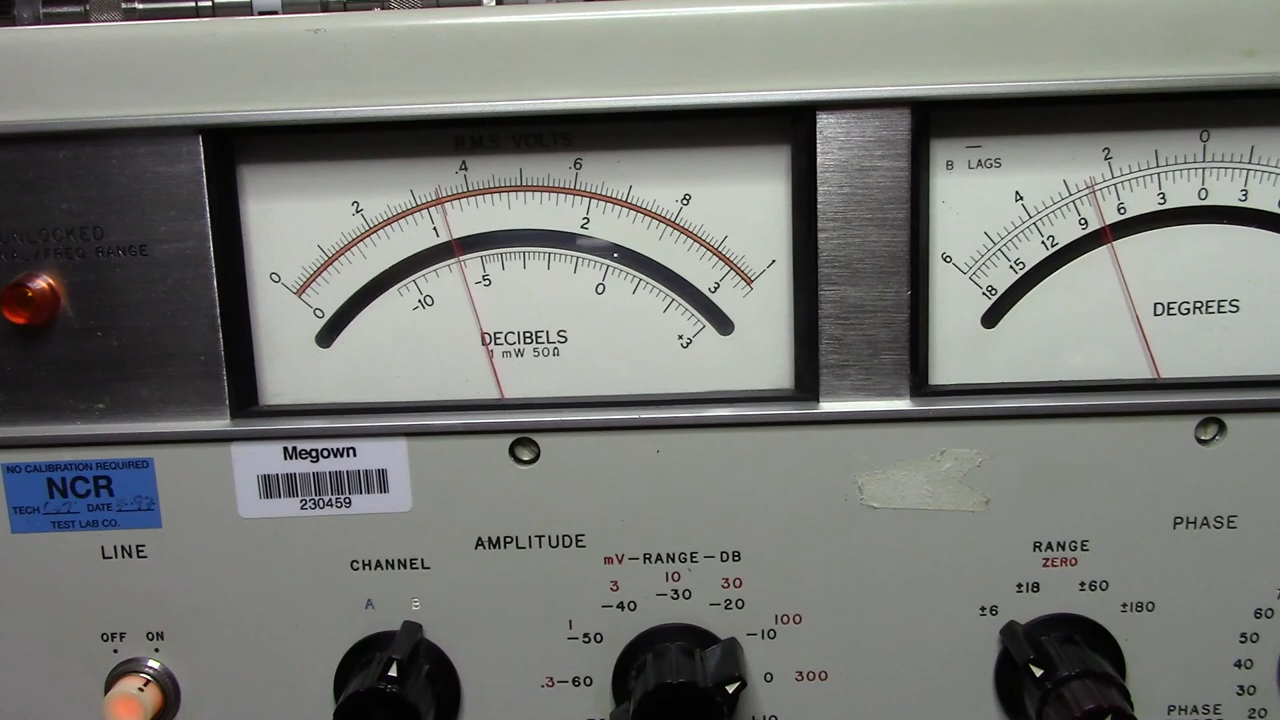 R.M.S. VOLTS
0 .2 .4 .6 .8 1
0 1 2 3
-10 -5 0 +3
DECIBELS
1 mW 50Ω
B LAGS
6 4 2 0
18 15 12 9 6 3 0 3
DEGREES
UNLOCKED
/FREQ RANGE
NO CALIBRATION REQUIRED
NCR
TECH DATE
TEST LAB CO.
Megown
230459
LINE
OFF ON
CHANNEL
A B
AMPLITUDE
mV-RANGE-DB
3 10 30
-40 -30 -20
1 100
-50 -10
.3 -60 0 300
PHASE
RANGE
ZERO
±18 ±60
±6 ±180
60
50
40
30
20
PHASE